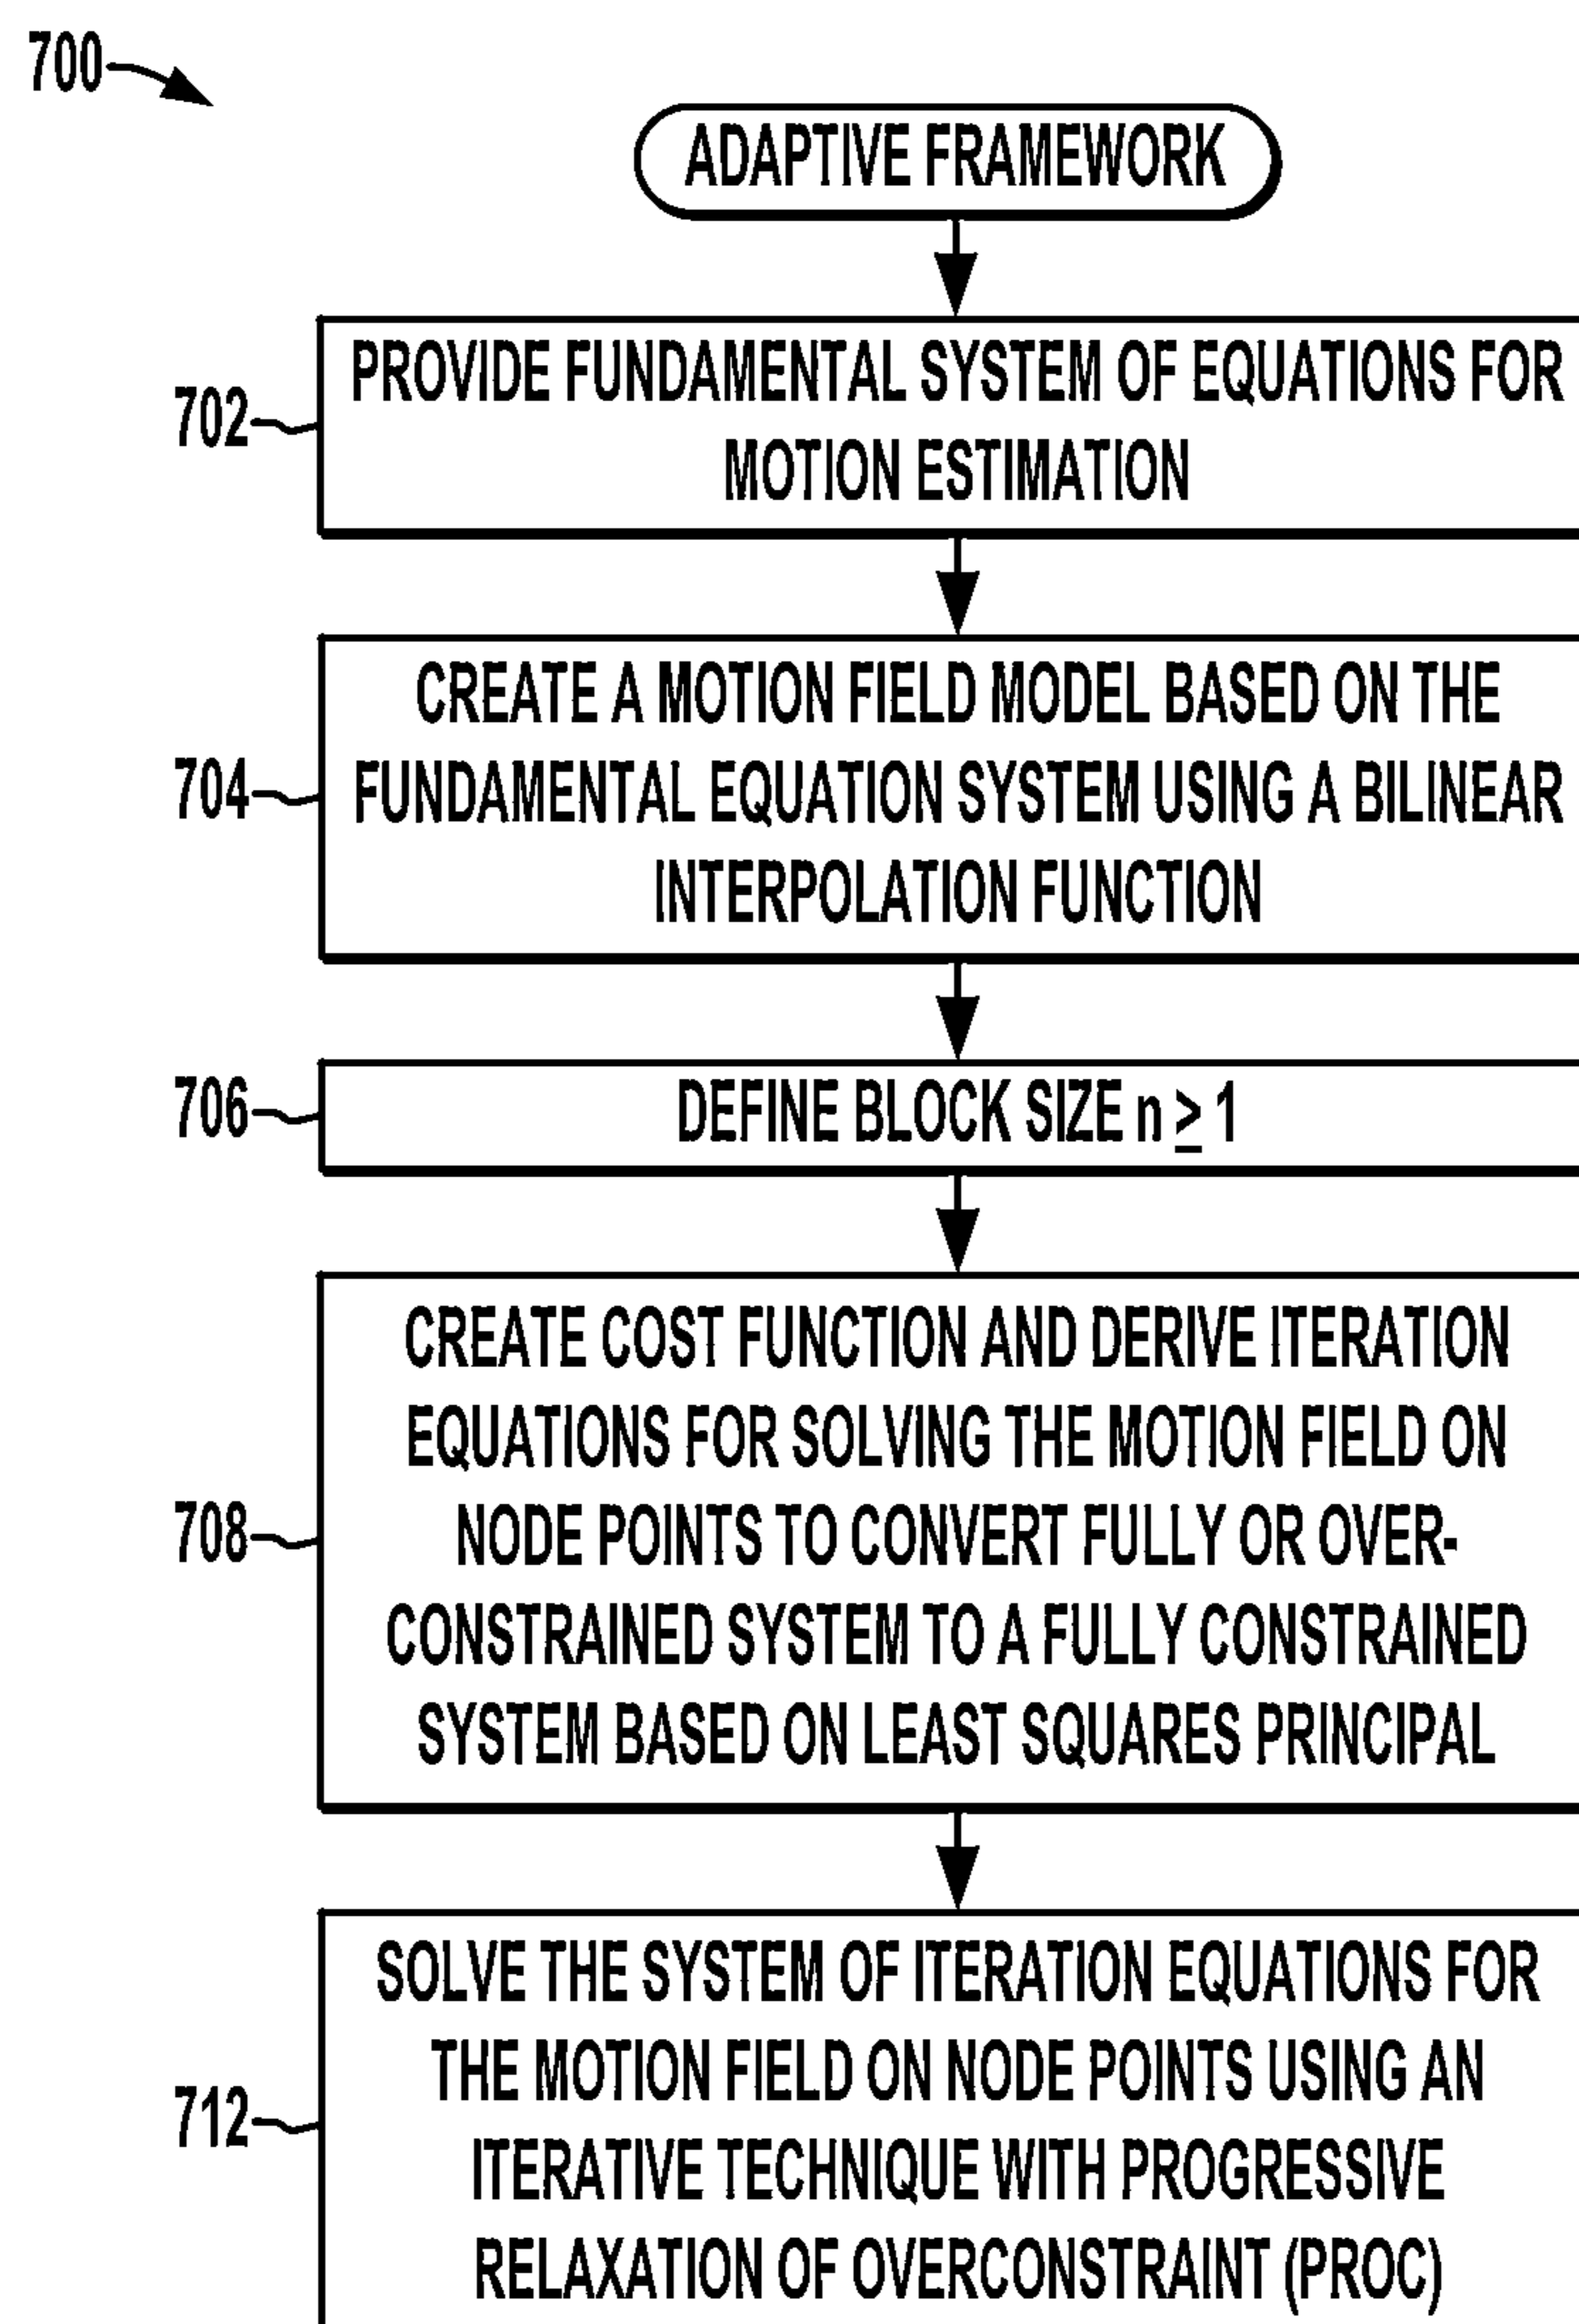 700
ADAPTIVE FRAMEWORK
702
PROVIDE FUNDAMENTAL SYSTEM OF EQUATIONS FOR
MOTION ESTIMATION
704
CREATE A MOTION FIELD MODEL BASED ON THE
FUNDAMENTAL EQUATION SYSTEM USING A BILINEAR
INTERPOLATION FUNCTION
706
DEFINE BLOCK SIZE n ≥ 1
708
CREATE COST FUNCTION AND DERIVE ITERATION
EQUATIONS FOR SOLVING THE MOTION FIELD ON
NODE POINTS TO CONVERT FULLY OR OVER-
CONSTRAINED SYSTEM TO A FULLY CONSTRAINED
SYSTEM BASED ON LEAST SQUARES PRINCIPAL
712
SOLVE THE SYSTEM OF ITERATION EQUATIONS FOR
THE MOTION FIELD ON NODE POINTS USING AN
ITERATIVE TECHNIQUE WITH PROGRESSIVE
RELAXATION OF OVERCONSTRAINT (PROC)